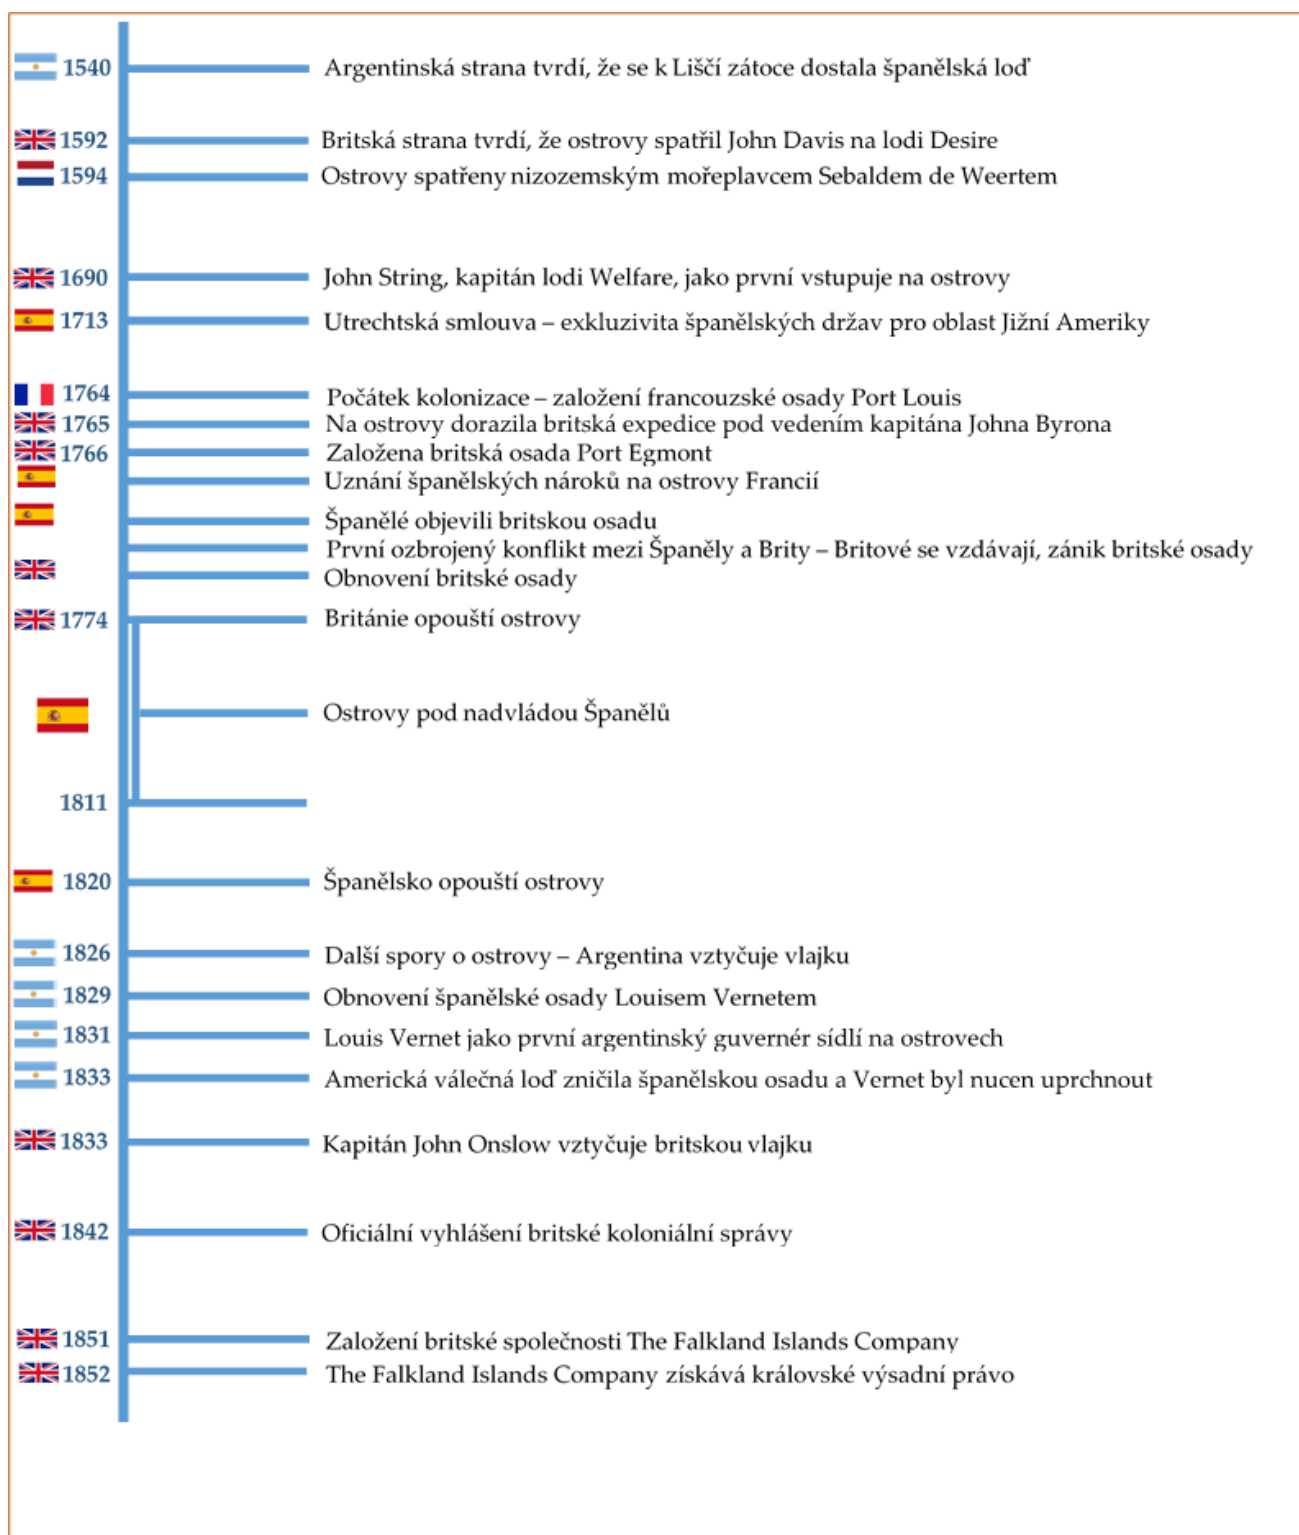 1540 Argentinská strana tvrdí, že se k Liščí zátoce dostala španělská loď
1592 Britská strana tvrdí, že ostrovy spatřil John Davis na lodi Desire
1594 Ostrovy spatřeny nizozemským mořeplavcem Sebaldem de Weertem
1690 John String, kapitán lodi Welfare, jako první vstupuje na ostrovy
1713 Utrechtská smlouva – exkluzivita španělských držav pro oblast Jižní Ameriky
1764 Počátek kolonizace – založení francouzské osady Port Louis
1765 Na ostrovy dorazila britská expedice pod vedením kapitána Johna Byrona
1766 Založena britská osada Port Egmont
Uznání španělských nároků na ostrovy Francií
Španělé objevili britskou osadu
První ozbrojený konflikt mezi Španěly a Brity – Britové se vzdávají, zánik britské osady
Obnovení britské osady
1774 Británie opouští ostrovy
Ostrovy pod nadvládou Španělů
1811
1820 Španělsko opouští ostrovy
1826 Další spory o ostrovy – Argentina vztyčuje vlajku
1829 Obnovení španělské osady Louisem Vernetem
1831 Louis Vernet jako první argentinský guvernér sídlí na ostrovech
1833 Americká válečná loď zničila španělskou osadu a Vernet byl nucen uprchnout
1833 Kapitán John Onslow vztyčuje britskou vlajku
1842 Oficiální vyhlášení britské koloniální správy
1851 Založení britské společnosti The Falkland Islands Company
1852 The Falkland Islands Company získává královské výsadní právo